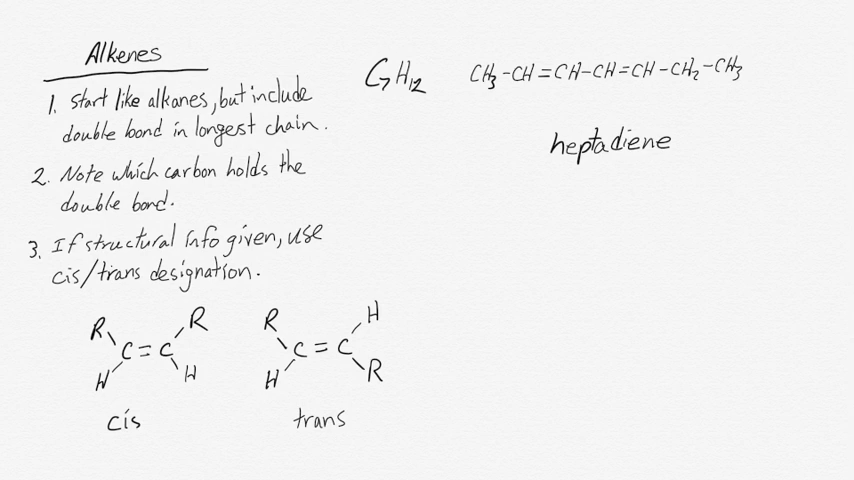 Alkenes
1. Start like alkanes, but include
double bond in longest chain.
2. Note which carbon holds the
double bond.
3. If structural info given, use
cis/trans designation.
R R
C=C
H H
cis
R H
C=C
H R
trans
C₇H₁₂ CH₃-CH=CH-CH=CH-CH₂-CH₃
heptadiene